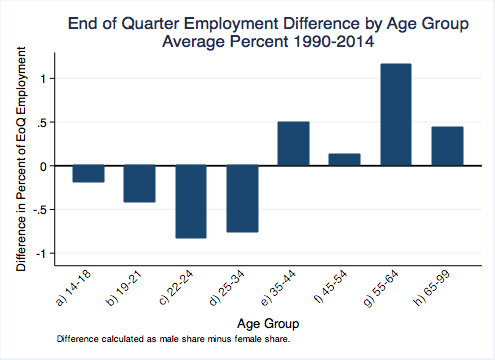 End of Quarter Employment Difference by Age Group
Average Percent 1990-2014
Difference in Percent of EoQ Employment
1
.5
0
-.5
-1
a) 14-18
b) 19-21
c) 22-24
d) 25-34
e) 35-44
f) 45-54
g) 55-64
h) 65-99
Age Group
Difference calculated as male share minus female share.